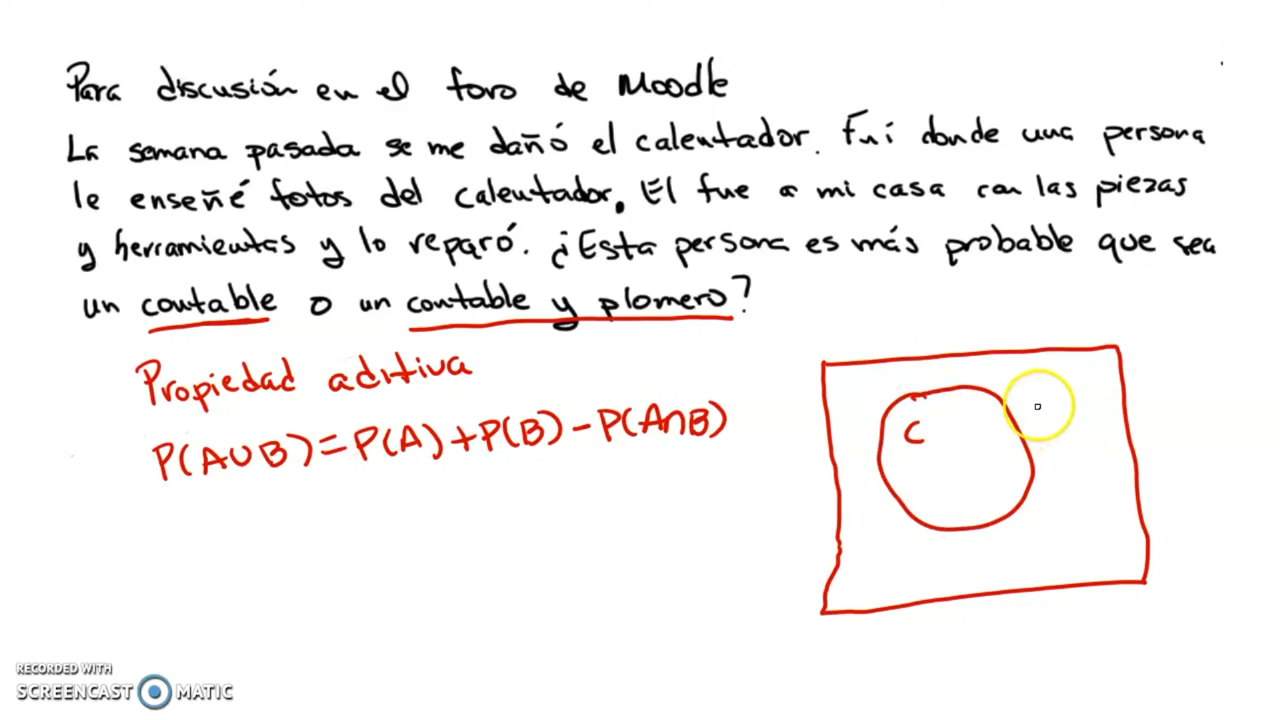 Para discusión en el foro de Moodle
La semana pasada se me dañó el calentador. Fuí donde una persona
le enseñé fotos del calentador. El fue a mi casa con las piezas
y herramientas y lo reparó. ¿Esta persona es más probable que sea
un contable o un contable y plomero?
Propiedad aditiva
P(A∪B)=P(A)+P(B)-P(A∩B)
C
RECORDED WITH
SCREENCAST MATIC